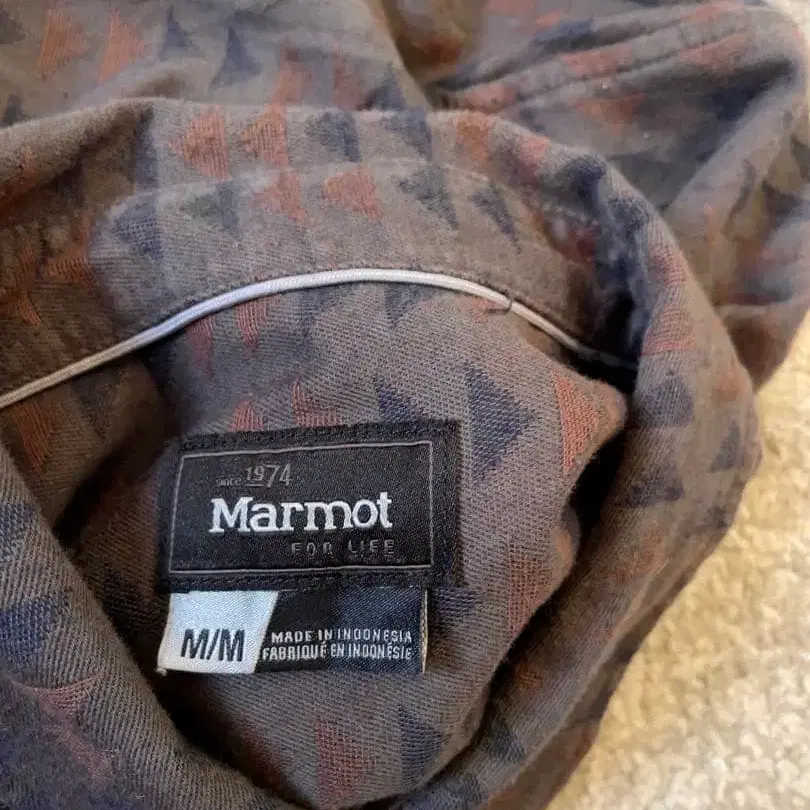 since 1974
Marmot
FOR LIFE
M/M
MADE IN INDONESIA
FABRIQUÉ EN INDONÉSIE